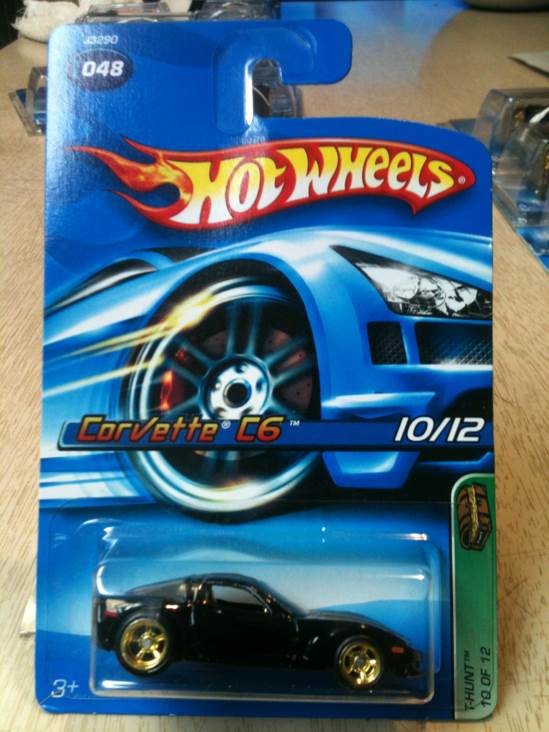 J3290
048
HOT WHEELS®
Corvette® C6™ 10/12
3+
T-HUNT™
10 OF 12